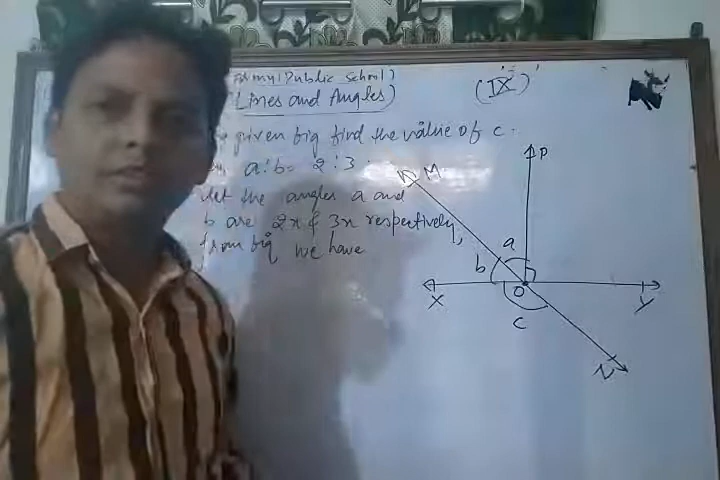 Army Public School)
(Lines and Angles)
(IX)
given fig find the value of c.
a:b= 2:3.
Let the angles a and
b are 2x & 3x respectively,
from fig we have
P
M
a
b
O
X
Y
c
N